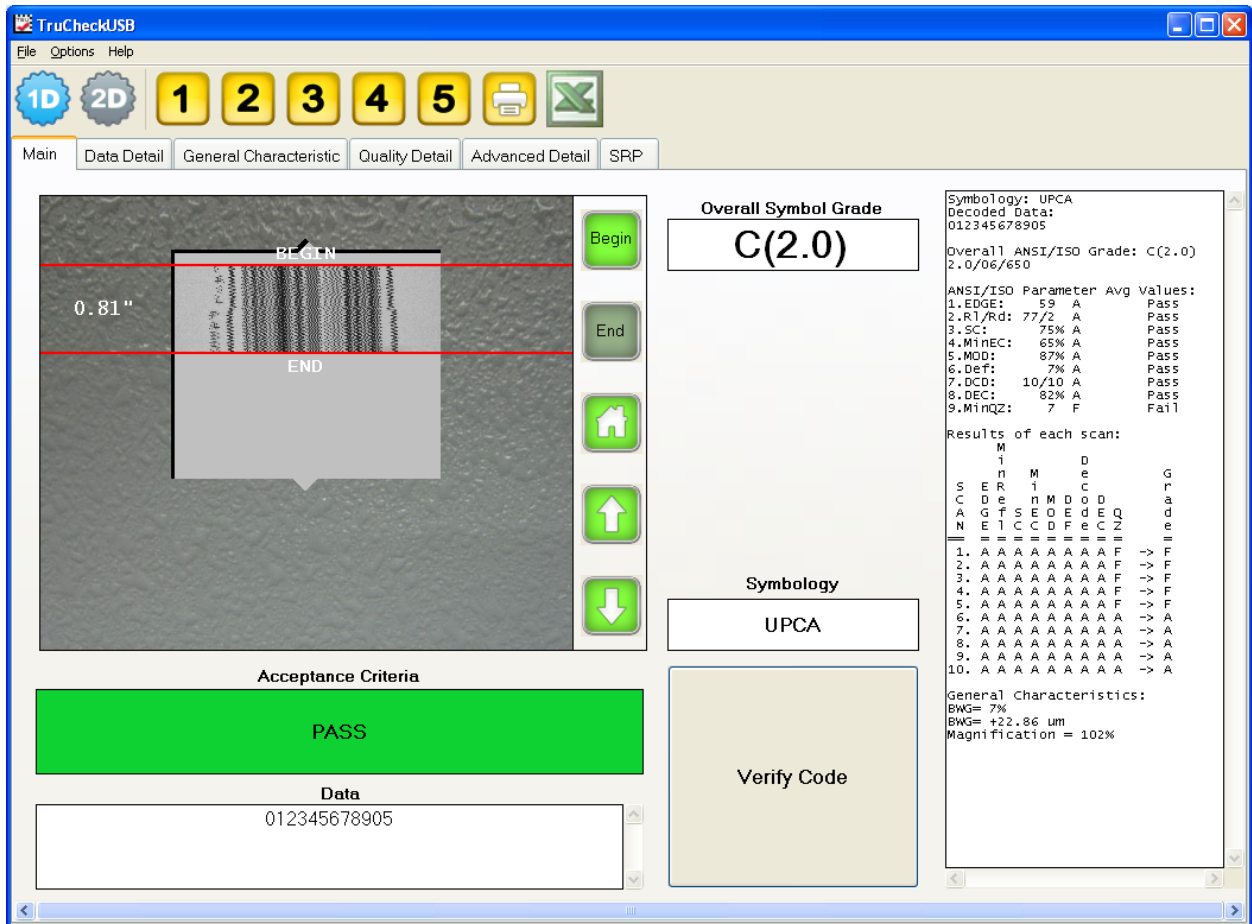 TruCheckUSB
File Options Help
1D 2D 1 2 3 4 5
Main Data Detail General Characteristic Quality Detail Advanced Detail SRP
BEGIN
0.81"
END
Begin
End
Overall Symbol Grade
C(2.0)
Symbology
UPCA
Acceptance Criteria
PASS
Data
012345678905
Verify Code
Symbology: UPCA
Decoded Data:
012345678905
Overall ANSI/ISO Grade: C(2.0)
2.0/06/650
ANSI/ISO Parameter Avg Values:
1.EDGE: 59 A Pass
2.Rl/Rd: 77/2 A Pass
3.SC: 75% A Pass
4.MinEC: 65% A Pass
5.MOD: 87% A Pass
6.Def: 7% A Pass
7.DCD: 10/10 A Pass
8.DEC: 82% A Pass
9.MinQZ: 7 F Fail
Results of each scan:
M
i D
n M e G
S E R i c r
C D e n M D o D a
A G f S E O E d E Q d
N E l C C D F e C Z e
== = = = = = = = = = =
1. A A A A A A A A F -> F
2. A A A A A A A A F -> F
3. A A A A A A A A F -> F
4. A A A A A A A A F -> F
5. A A A A A A A A F -> F
6. A A A A A A A A A -> A
7. A A A A A A A A A -> A
8. A A A A A A A A A -> A
9. A A A A A A A A A -> A
10. A A A A A A A A A -> A
General Characteristics:
BWG= 7%
BWG= +22.86 um
Magnification = 102%